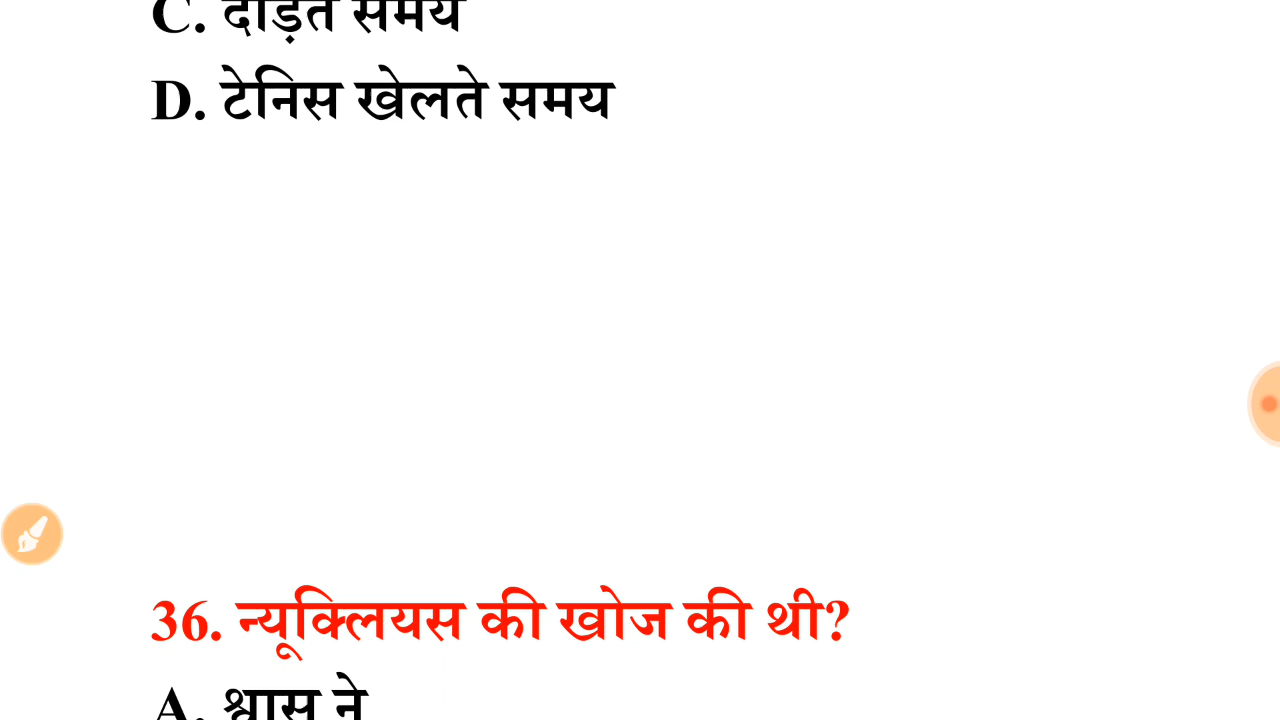 C. दौड़ते समय
D. टेनिस खेलते समय
36. न्यूक्लियस की खोज की थी?
A. श्वास ने